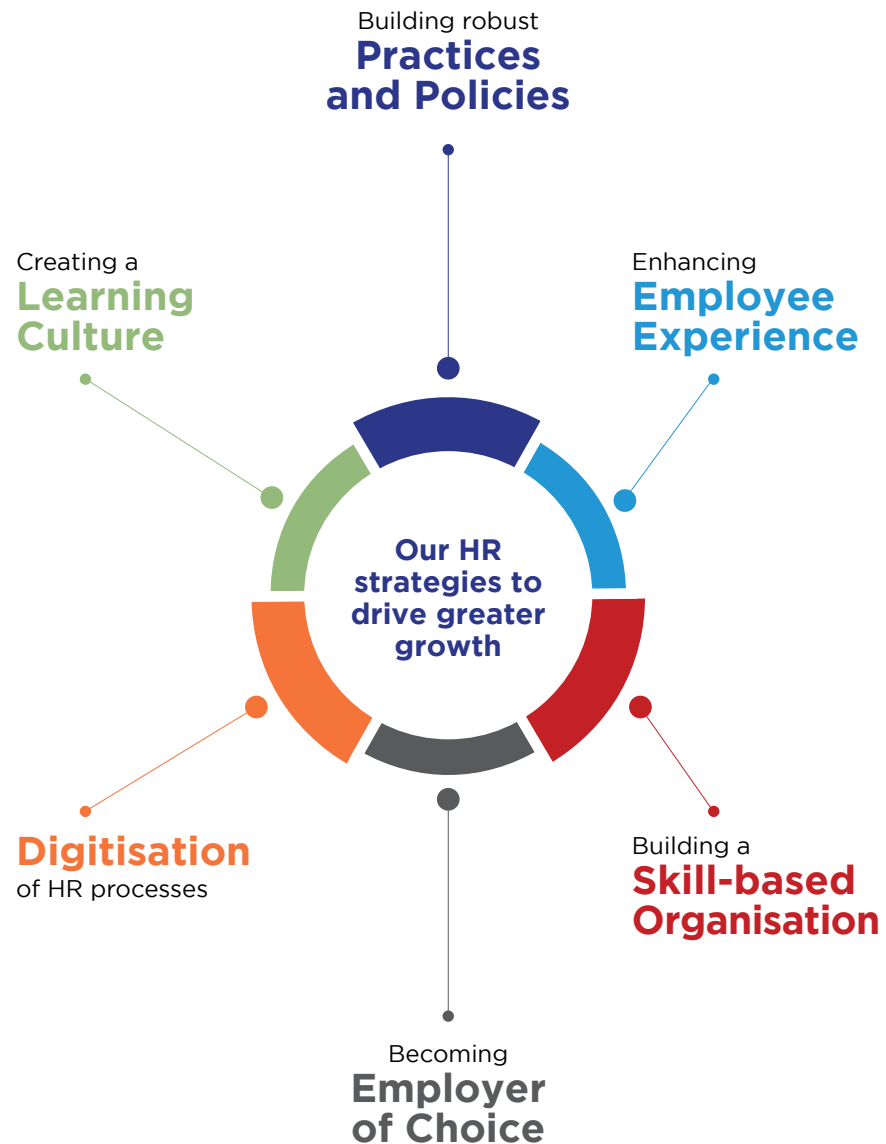 Building robust
Practices
and Policies
Creating a
Learning
Culture
Enhancing
Employee
Experience
Our HR
strategies to
drive greater
growth
Digitisation
of HR processes
Building a
Skill-based
Organisation
Becoming
Employer
of Choice